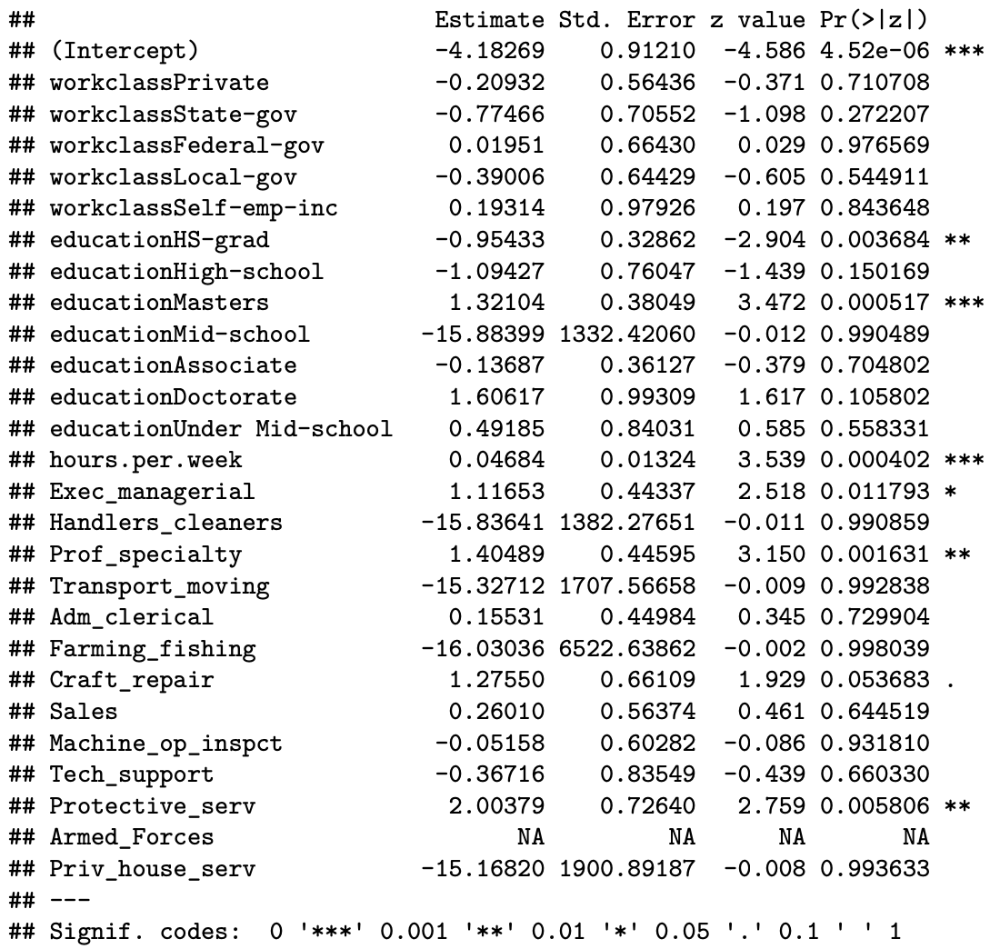 ##                             Estimate Std. Error z value Pr(>|z|)
## (Intercept)                 -4.18269    0.91210  -4.586 4.52e-06 ***
## workclassPrivate            -0.20932    0.56436  -0.371 0.710708
## workclassState-gov          -0.77466    0.70552  -1.098 0.272207
## workclassFederal-gov         0.01951    0.66430   0.029 0.976569
## workclassLocal-gov          -0.39006    0.64429  -0.605 0.544911
## workclassSelf-emp-inc        0.19314    0.97926   0.197 0.843648
## educationHS-grad            -0.95433    0.32862  -2.904 0.003684 **
## educationHigh-school        -1.09427    0.76047  -1.439 0.150169
## educationMasters             1.32104    0.38049   3.472 0.000517 ***
## educationMid-school        -15.88399 1332.42060  -0.012 0.990489
## educationAssociate          -0.13687    0.36127  -0.379 0.704802
## educationDoctorate           1.60617    0.99309   1.617 0.105802
## educationUnder Mid-school    0.49185    0.84031   0.585 0.558331
## hours.per.week               0.04684    0.01324   3.539 0.000402 ***
## Exec_managerial              1.11653    0.44337   2.518 0.011793 *
## Handlers_cleaners          -15.83641 1382.27651  -0.011 0.990859
## Prof_specialty               1.40489    0.44595   3.150 0.001631 **
## Transport_moving           -15.32712 1707.56658  -0.009 0.992838
## Adm_clerical                 0.15531    0.44984   0.345 0.729904
## Farming_fishing            -16.03036 6522.63862  -0.002 0.998039
## Craft_repair                 1.27550    0.66109   1.929 0.053683 .
## Sales                        0.26010    0.56374   0.461 0.644519
## Machine_op_inspct           -0.05158    0.60282  -0.086 0.931810
## Tech_support                -0.36716    0.83549  -0.439 0.660330
## Protective_serv              2.00379    0.72640   2.759 0.005806 **
## Armed_Forces                      NA         NA      NA       NA
## Priv_house_serv            -15.16820 1900.89187  -0.008 0.993633
## ---
## Signif. codes:  0 '***' 0.001 '**' 0.01 '*' 0.05 '.' 0.1 ' ' 1